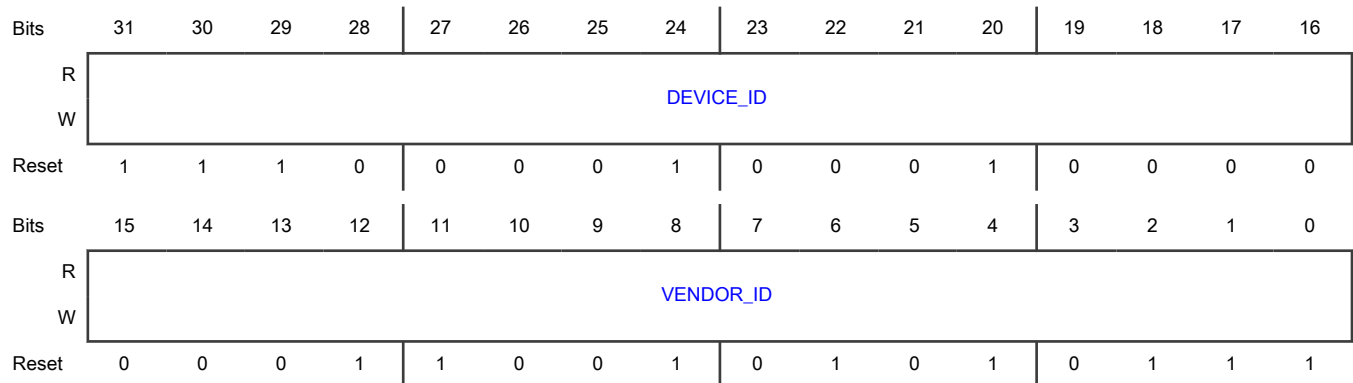 Bits 31 30 29 28 27 26 25 24 23 22 21 20 19 18 17 16
R
DEVICE_ID
W
Reset 1 1 1 0 0 0 0 1 0 0 0 1 0 0 0 0
Bits 15 14 13 12 11 10 9 8 7 6 5 4 3 2 1 0
R
VENDOR_ID
W
Reset 0 0 0 1 1 0 0 1 0 1 0 1 0 1 1 1